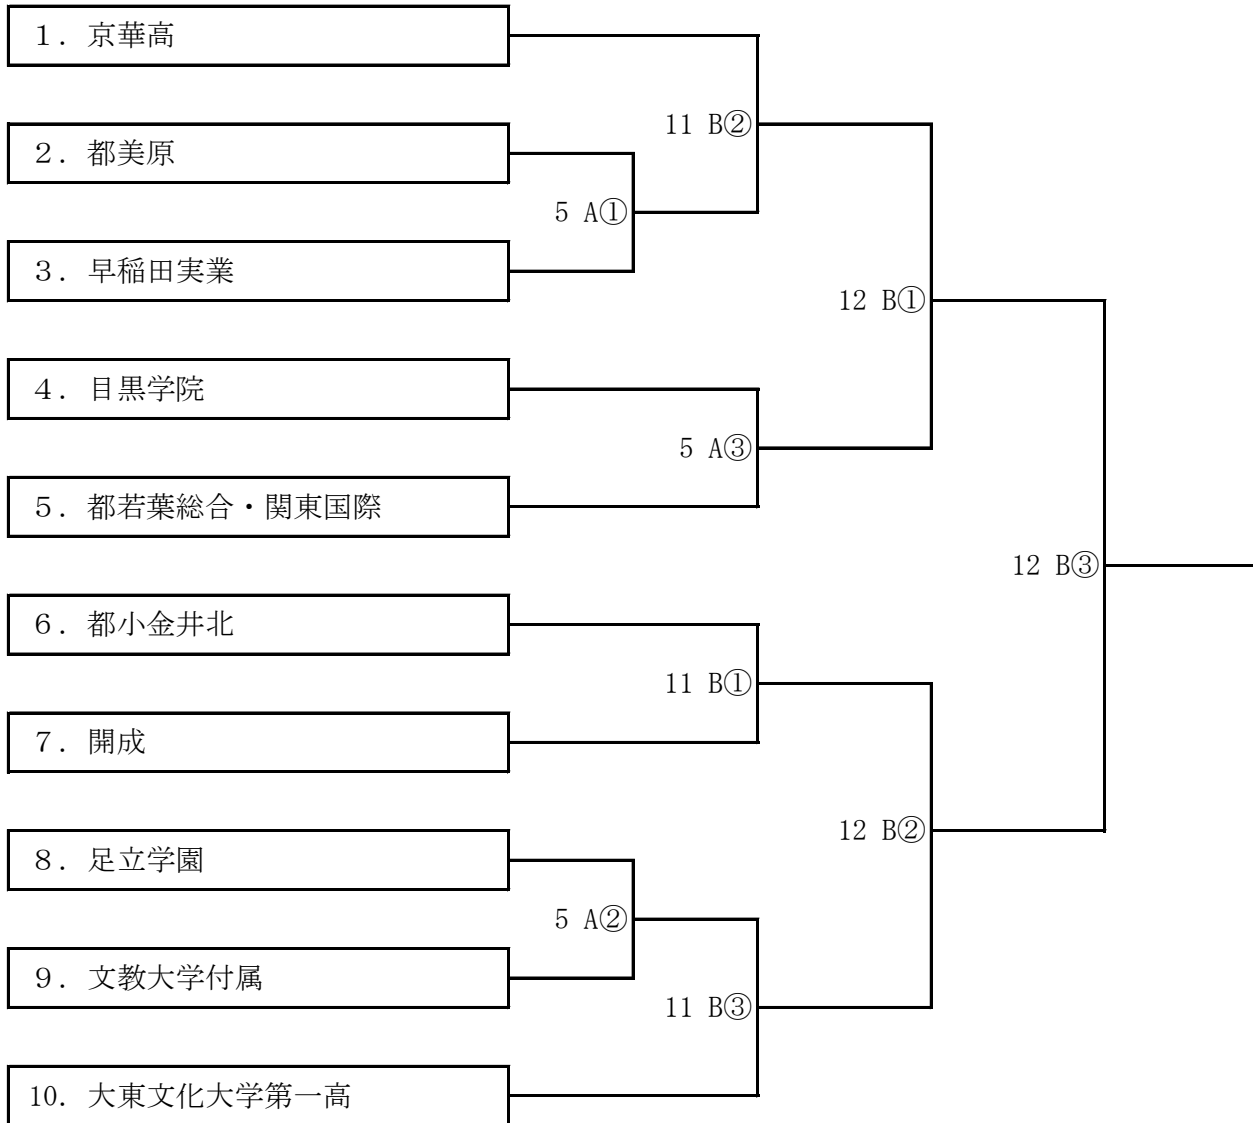 １．京華高
11 B②
２．都美原
5 A①
３．早稲田実業
12 B①
４．目黒学院
5 A③
５．都若葉総合・関東国際
12 B③
６．都小金井北
11 B①
７．開成
12 B②
８．足立学園
5 A②
９．文教大学付属
11 B③
10．大東文化大学第一高